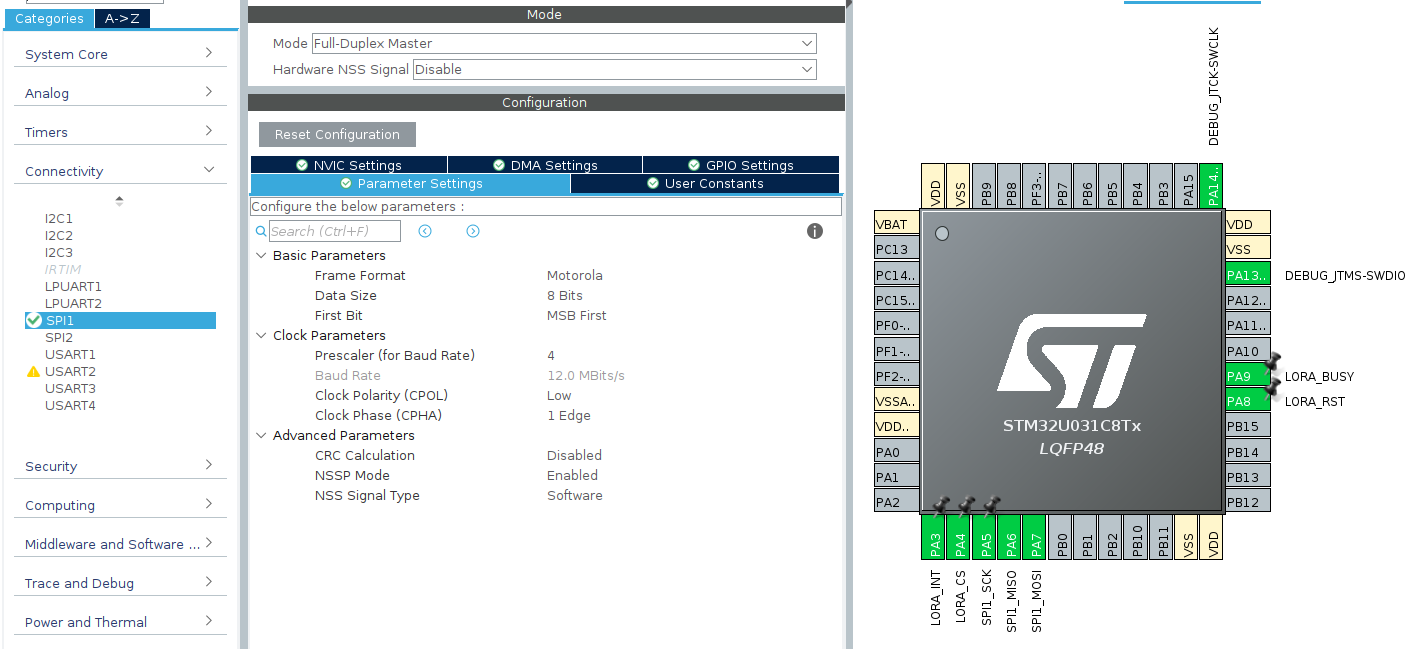 Categories
A->Z
System Core
Analog
Timers
Connectivity
I2C1
I2C2
I2C3
IRTIM
LPUART1
LPUART2
SPI1
SPI2
USART1
USART2
USART3
USART4
Security
Computing
Middleware and Software ...
Trace and Debug
Power and Thermal
Mode
Mode Full-Duplex Master
Hardware NSS Signal Disable
Configuration
Reset Configuration
NVIC Settings
DMA Settings
GPIO Settings
Parameter Settings
User Constants
Configure the below parameters :
Search (Ctrl+F)
Basic Parameters
Frame Format Motorola
Data Size 8 Bits
First Bit MSB First
Clock Parameters
Prescaler (for Baud Rate) 4
Baud Rate 12.0 MBits/s
Clock Polarity (CPOL) Low
Clock Phase (CPHA) 1 Edge
Advanced Parameters
CRC Calculation Disabled
NSSP Mode Enabled
NSS Signal Type Software
DEBUG_JTCK-SWCLK
VDD
VSS
PB9
PB8
PF3-..
PB7
PB6
PB5
PB4
PB3
PA15
PA14..
VBAT
PC13
PC14..
PC15..
PF0-..
PF1-..
PF2-..
VSSA..
VDD..
PA0
PA1
PA2
STM32U031C8Tx
LQFP48
VDD
VSS
PA13.. DEBUG_JTMS-SWDIO
PA12..
PA11..
PA10
PA9 LORA_BUSY
PA8 LORA_RST
PB15
PB14
PB13
PB12
PA3
PA4
PA5
PA6
PA7
PB0
PB1
PB2
PB10
PB11
VSS
VDD
LORA_INT
LORA_CS
SPI1_SCK
SPI1_MISO
SPI1_MOSI